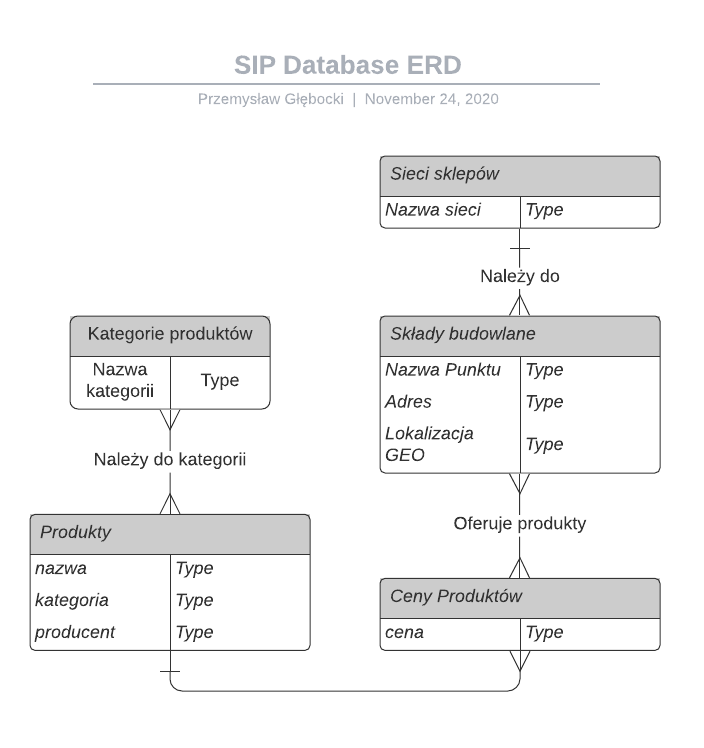 SIP Database ERD
Przemysław Głębocki | November 24, 2020
Sieci sklepów
Nazwa sieci Type
Należy do
Kategorie produktów
Nazwa
kategorii
Type
Należy do kategorii
Składy budowlane
Nazwa Punktu Type
Adres Type
Lokalizacja
GEO
Type
Oferuje produkty
Produkty
nazwa Type
kategoria Type
producent Type
Ceny Produktów
cena Type